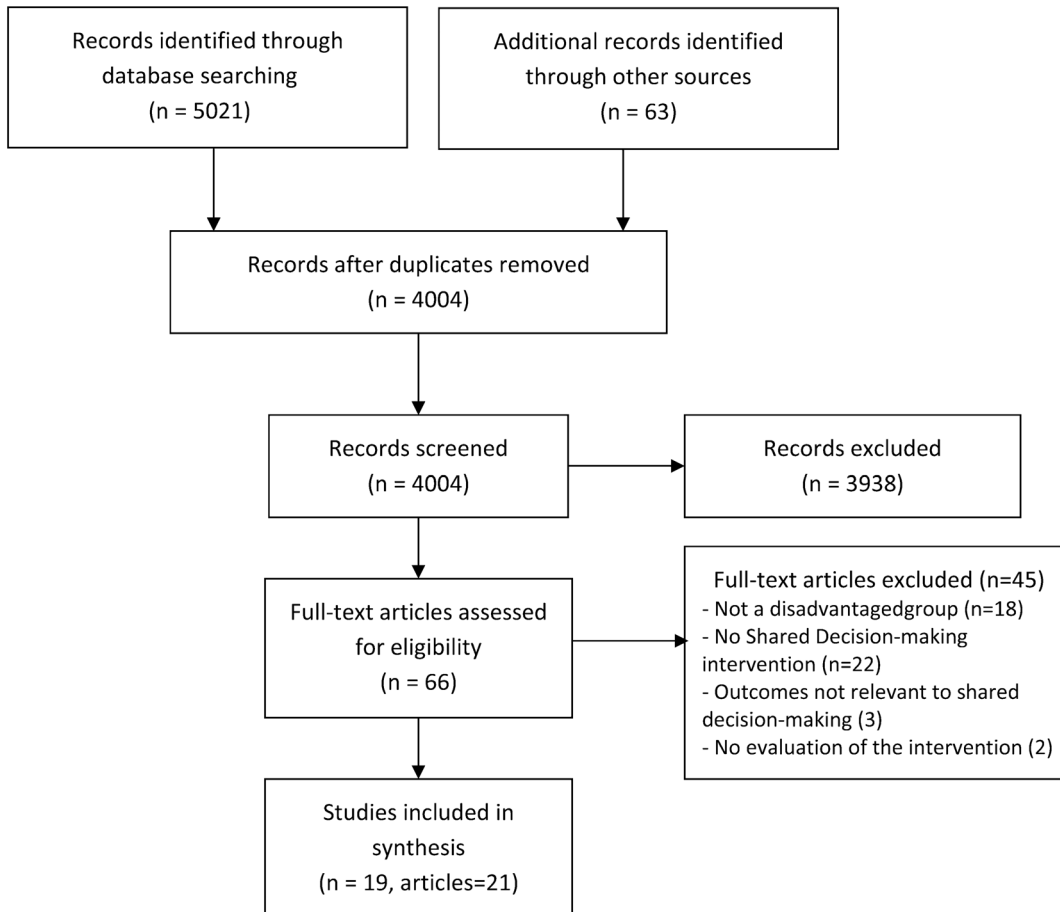 Records identified through
database searching
(n = 5021)
Additional records identified
through other sources
(n = 63)
Records after duplicates removed
(n = 4004)
Records screened
(n = 4004)
Records excluded
(n = 3938)
Full-text articles assessed
for eligibility
(n = 66)
Full-text articles excluded (n=45)
- Not a disadvantagedgroup (n=18)
- No Shared Decision-making
intervention (n=22)
- Outcomes not relevant to shared
decision-making (3)
- No evaluation of the intervention (2)
Studies included in
synthesis
(n = 19, articles=21)